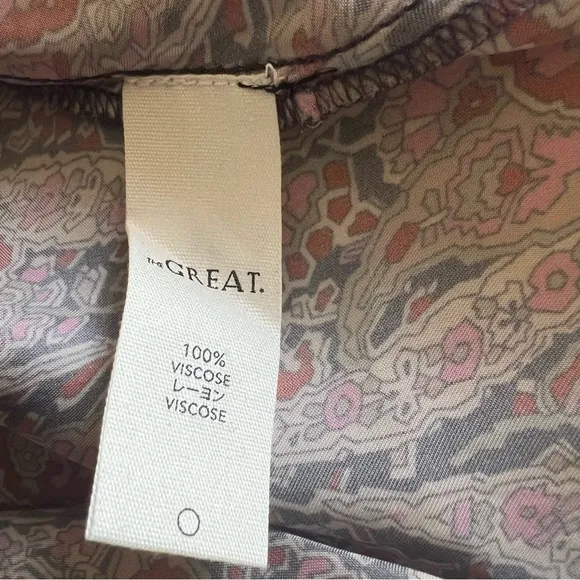 THE GREAT.
100%
VISCOSE
レーヨン
VISCOSE